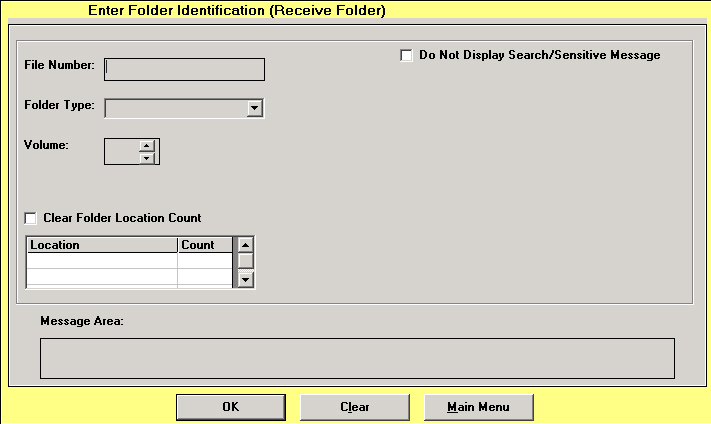 Enter Folder Identification (Receive Folder)
File Number:
Do Not Display Search/Sensitive Message
Folder Type:
Volume:
Clear Folder Location Count
Location Count
Message Area:
OK Clear Main Menu